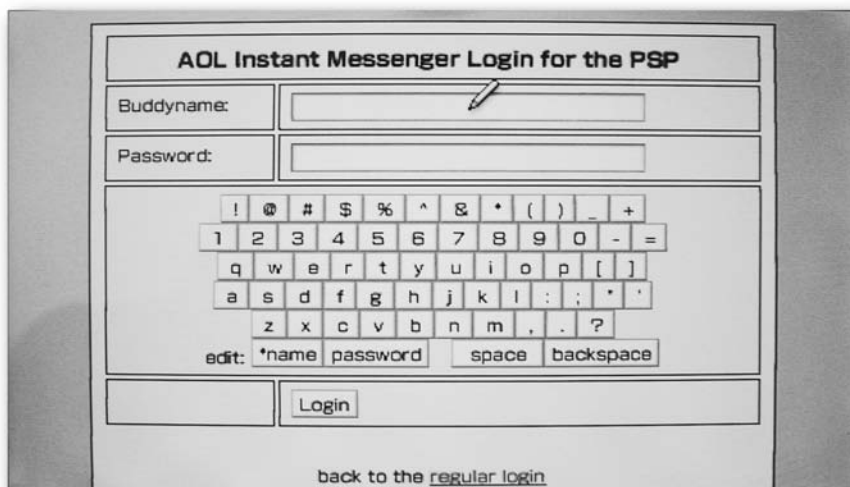 AOL Instant Messenger Login for the PSP
Buddyname:
Password:
! @ # $ % ^ & * ( ) _ +
1 2 3 4 5 6 7 8 9 0 - =
q w e r t y u i o p [ ]
a s d f g h j k l : ; " '
z x c v b n m , . ?
edit: *name password space backspace
Login
back to the regular login